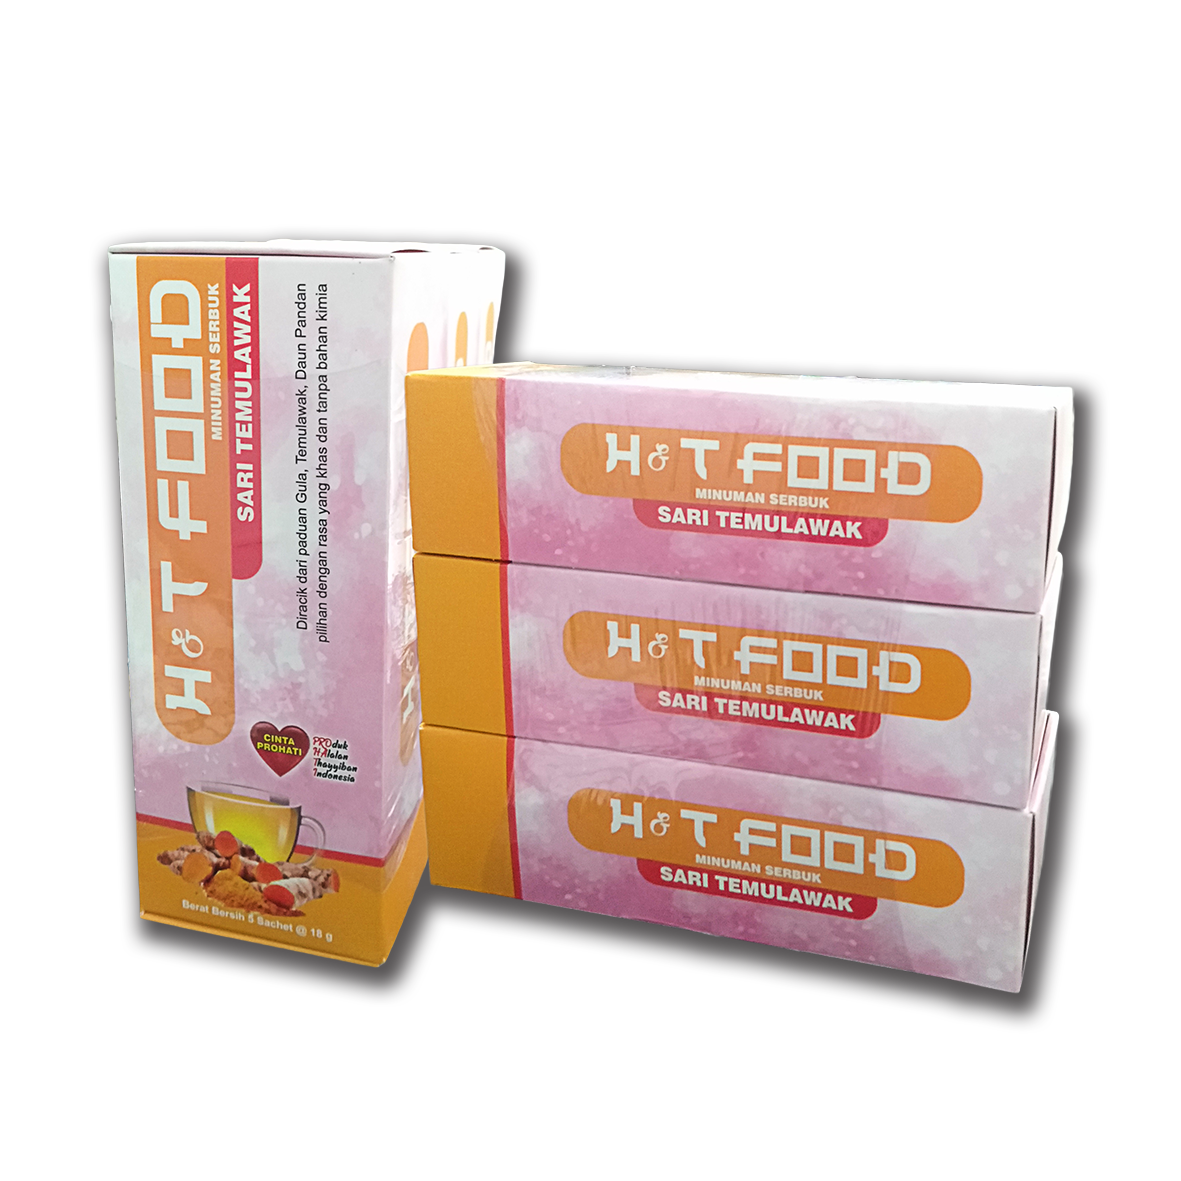 H&T FOOD
MINUMAN SERBUK
SARI TEMULAWAK
Diracik dari paduan Gula, Temulawak, Daun Pandan
pilihan dengan rasa yang khas dan tanpa bahan kimia
CINTA
PROHATI
PROduk
HAlalan
Thayyiban
Indonesia
Berat Bersih 5 Sachet @ 18 g
H&T FOOD
MINUMAN SERBUK
SARI TEMULAWAK
H&T FOOD
MINUMAN SERBUK
SARI TEMULAWAK
H&T FOOD
MINUMAN SERBUK
SARI TEMULAWAK